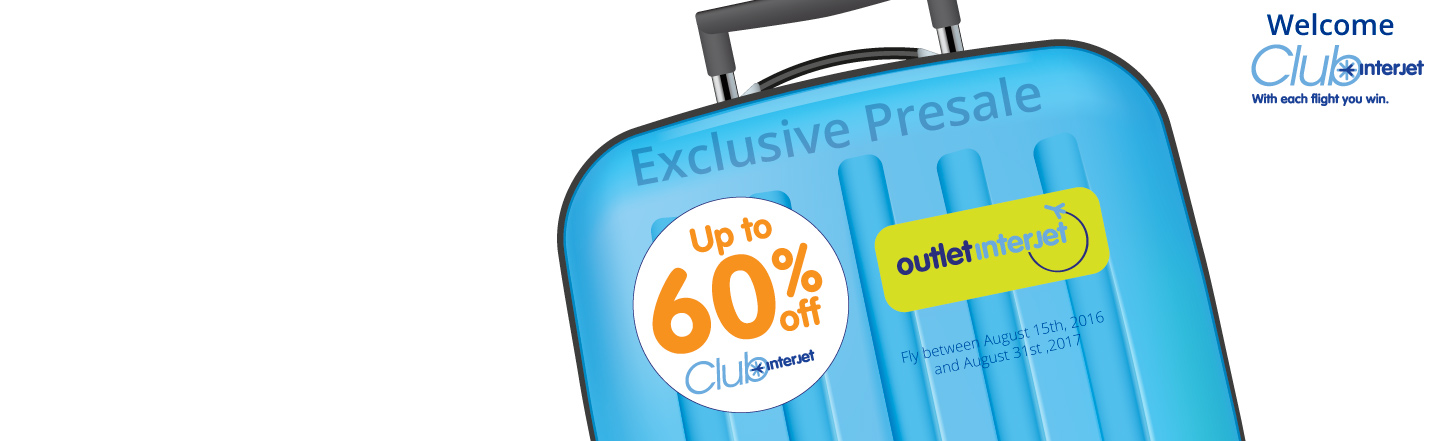 Welcome
Club interjet
With each flight you win.
Exclusive Presale
Up to
60%
off
Club interjet
outlet interjet
Fly between August 15th, 2016
and August 31st ,2017